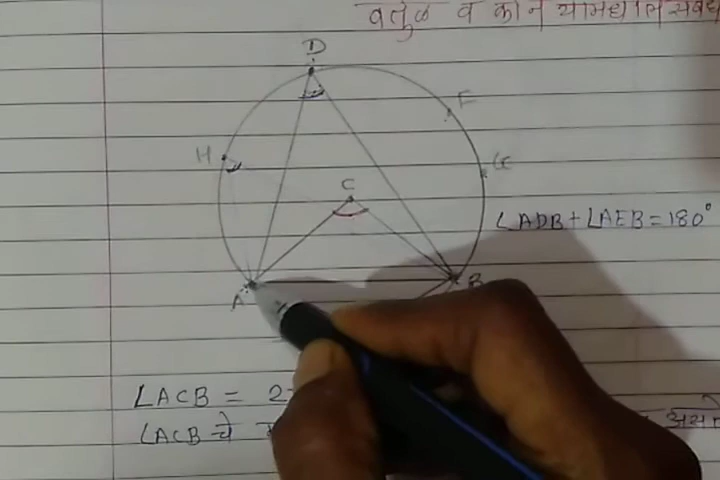 वर्तुळ व कोन यामधील संबंध
D
F
H
G
C
∠ADB + ∠AEB = 180°
A
B
∠ACB = 2
∠ACB चे